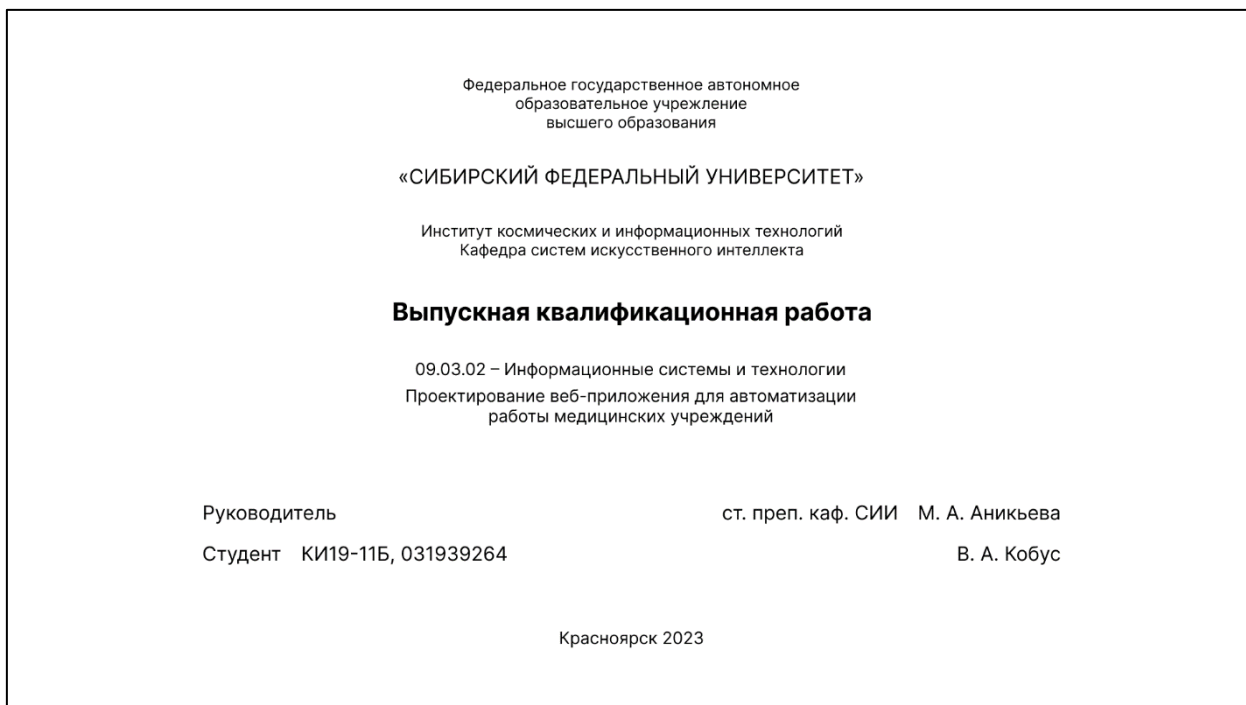 Федеральное государственное автономное
образовательное учрежление
высшего образования
«СИБИРСКИЙ ФЕДЕРАЛЬНЫЙ УНИВЕРСИТЕТ»
Институт космических и информационных технологий
Кафедра систем искусственного интеллекта
Выпускная квалификационная работа
09.03.02 – Информационные системы и технологии
Проектирование веб-приложения для автоматизации
работы медицинских учреждений
Руководитель ст. преп. каф. СИИ М. А. Аникьева
Студент КИ19-11Б, 031939264 В. А. Кобус
Красноярск 2023